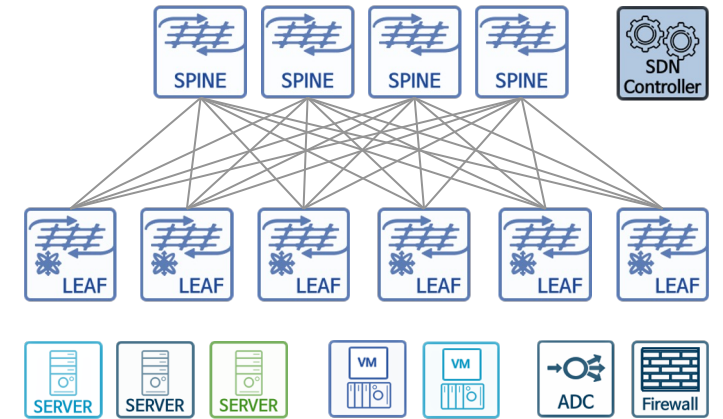 SPINE
SPINE
SPINE
SPINE
SDN
Controller
LEAF
LEAF
LEAF
LEAF
LEAF
LEAF
SERVER
SERVER
SERVER
VM
VM
ADC
Firewall